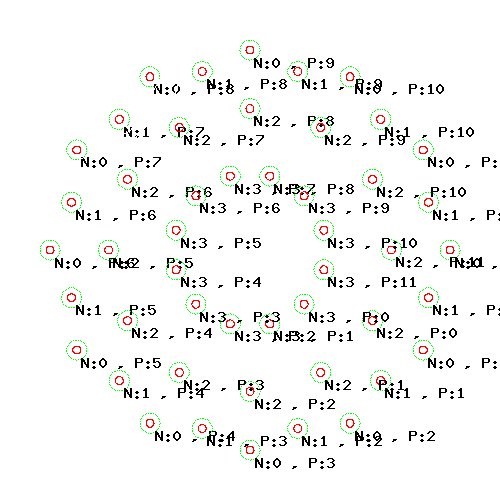 N:0 , P:9
N:1 , P:8
N:1 , P:9
N:0 , P:8
N:0 , P:10
N:2 , P:8
N:1 , P:7
N:1 , P:10
N:2 , P:7
N:2 , P:9
N:0 , P:7
N:0 , P:
N:3 , P:7
N:3 , P:8
N:2 , P:6
N:2 , P:10
N:3 , P:6
N:3 , P:9
N:1 , P:6
N:1 , P:
N:3 , P:5
N:3 , P:10
N:0 , P:6
N:2 , P:5
N:2 , P:11
N:3 , P:4
N:3 , P:11
N:1 , P:5
N:1 , P:
N:3 , P:3
N:3 , P:0
N:2 , P:4
N:3 , P:2
N:3 , P:1
N:2 , P:0
N:0 , P:5
N:0 , P:
N:2 , P:3
N:2 , P:1
N:1 , P:4
N:1 , P:1
N:2 , P:2
N:0 , P:4
N:0 , P:2
N:1 , P:3
N:1 , P:2
N:0 , P:3